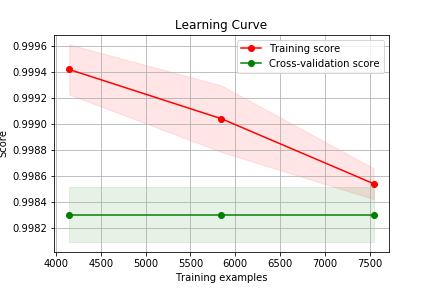 Learning Curve
Training score
Cross-validation score
0.9996
0.9994
0.9992
0.9990
0.9988
0.9986
0.9984
0.9982
Score
4000 4500 5000 5500 6000 6500 7000 7500
Training examples